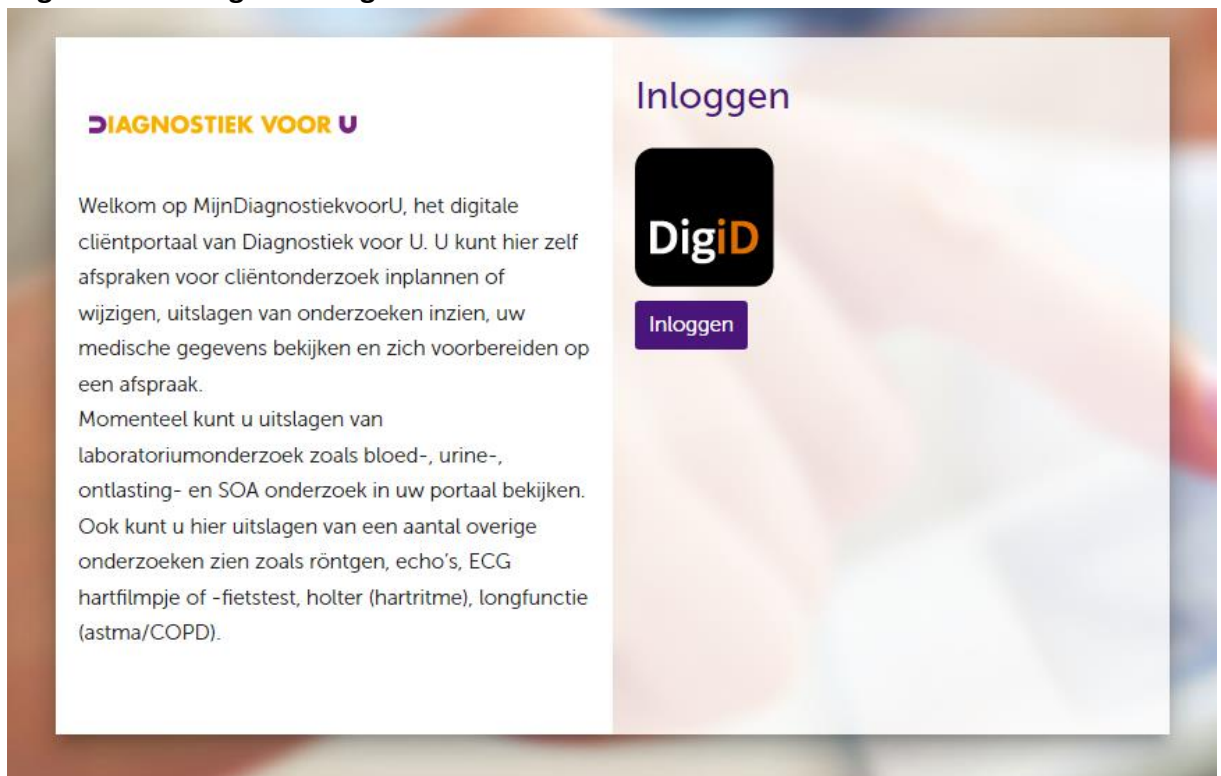 DIAGNOSTIEK VOOR U
Welkom op MijnDiagnostiekvoorU, het digitale
cliëntportaal van Diagnostiek voor U. U kunt hier zelf
afspraken voor cliëntonderzoek inplannen of
wijzigen, uitslagen van onderzoeken inzien, uw
medische gegevens bekijken en zich voorbereiden op
een afspraak.
Momenteel kunt u uitslagen van
laboratoriumonderzoek zoals bloed-, urine-,
ontlasting- en SOA onderzoek in uw portaal bekijken.
Ook kunt u hier uitslagen van een aantal overige
onderzoeken zien zoals röntgen, echo's, ECG
hartfilmpje of -fietstest, holter (hartritme), longfunctie
(astma/COPD).
Inloggen
DigiD
Inloggen